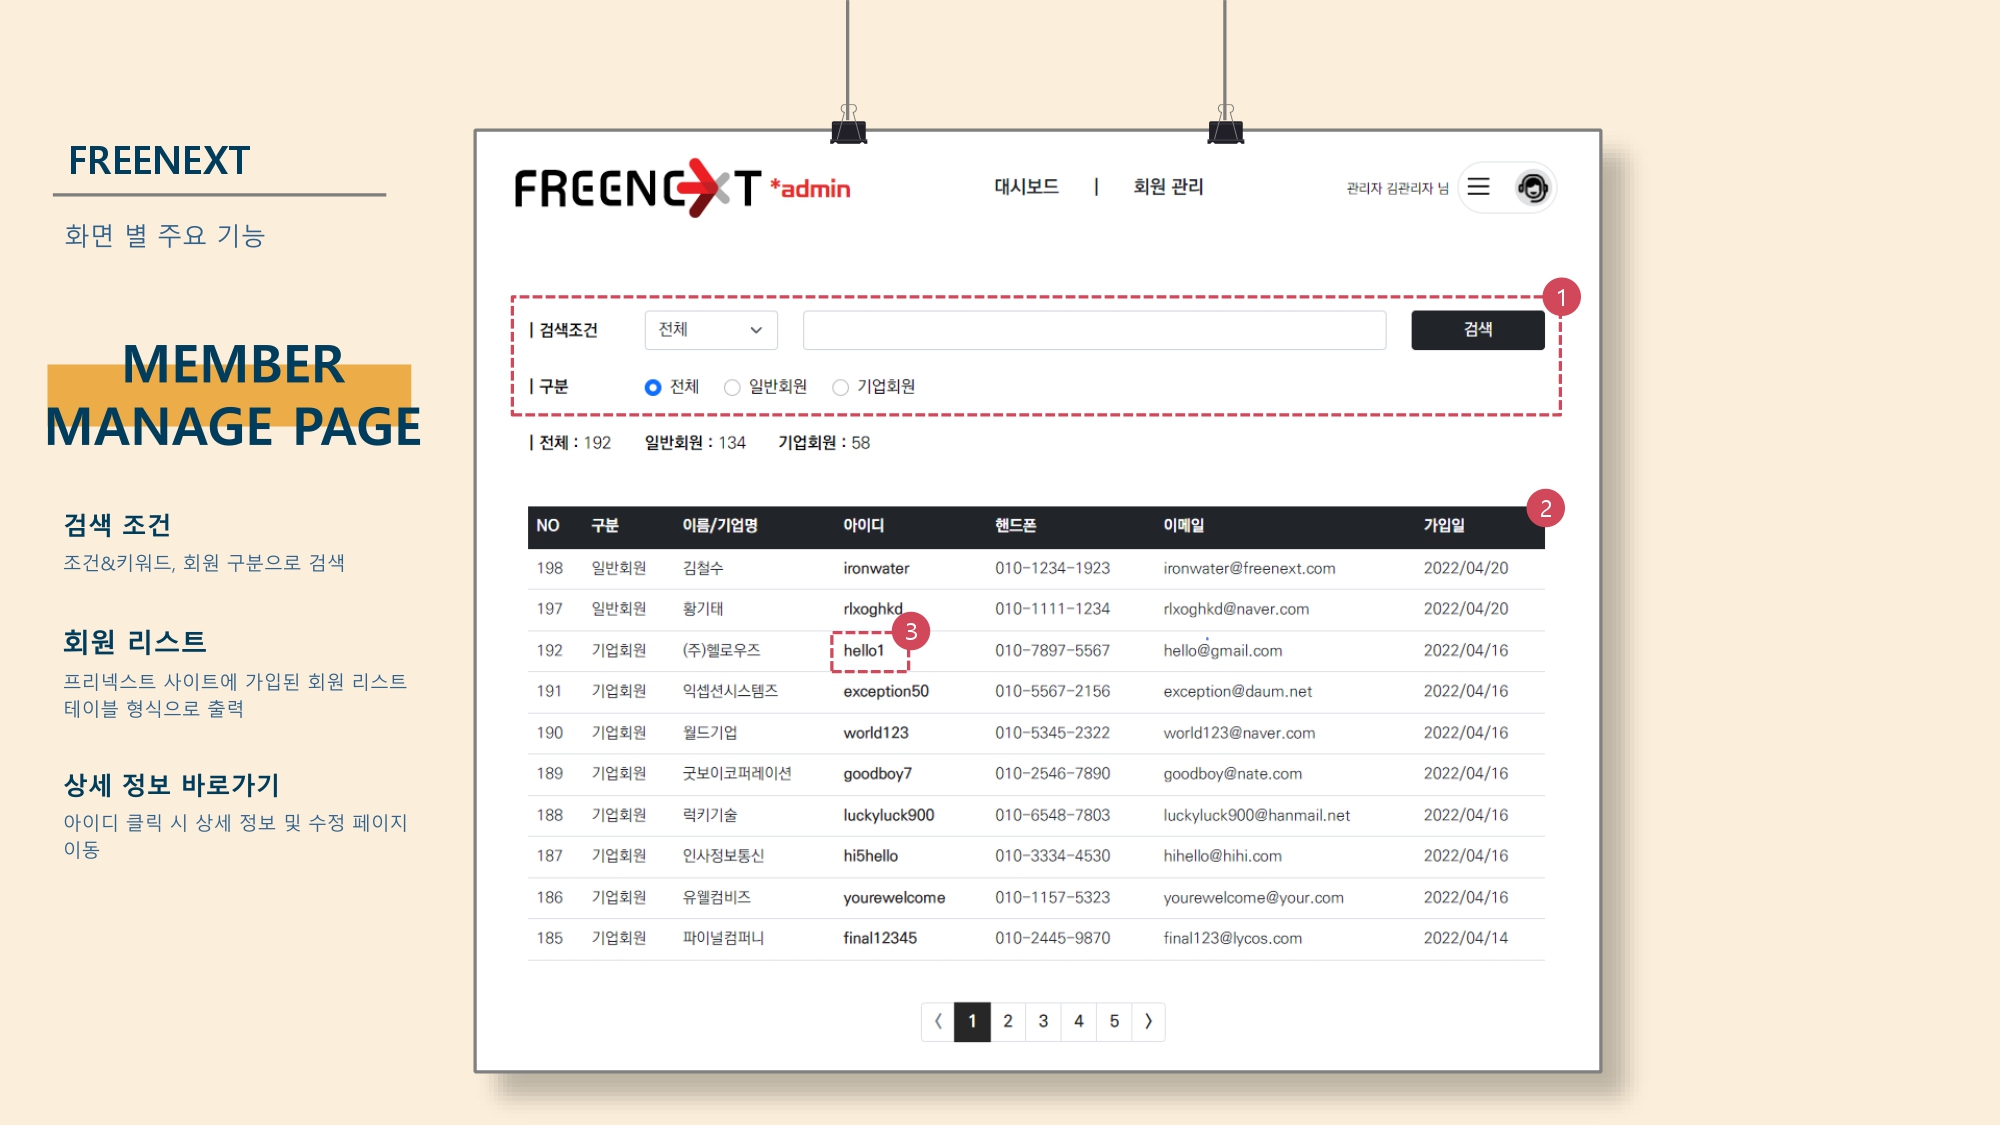 FREENEXT
화면 별 주요 기능
MEMBER
MANAGE PAGE
검색 조건
조건&키워드, 회원 구분으로 검색
회원 리스트
프리넥스트 사이트에 가입된 회원 리스트
테이블 형식으로 출력
상세 정보 바로가기
아이디 클릭 시 상세 정보 및 수정 페이지
이동
FREENEXT *admin 대시보드 | 회원 관리 관리자 김관리자 님
1
| 검색조건 전체 검색
| 구분 전체 일반회원 기업회원
| 전체 : 192 일반회원 : 134 기업회원 : 58
2
NO 구분 이름/기업명 아이디 핸드폰 이메일 가입일
198 일반회원 김철수 ironwater 010-1234-1923 ironwater@freenext.com 2022/04/20
197 일반회원 황기태 rlxoghkd 010-1111-1234 rlxoghkd@naver.com 2022/04/20
3
192 기업회원 (주)헬로우즈 hello1 010-7897-5567 hello@gmail.com 2022/04/16
191 기업회원 익셉션시스템즈 exception50 010-5567-2156 exception@daum.net 2022/04/16
190 기업회원 월드기업 world123 010-5345-2322 world123@naver.com 2022/04/16
189 기업회원 굿보이코퍼레이션 goodboy7 010-2546-7890 goodboy@nate.com 2022/04/16
188 기업회원 럭키기술 luckyluck900 010-6548-7803 luckyluck900@hanmail.net 2022/04/16
187 기업회원 인사정보통신 hi5hello 010-3334-4530 hihello@hihi.com 2022/04/16
186 기업회원 유웰컴비즈 yourewelcome 010-1157-5323 yourewelcome@your.com 2022/04/16
185 기업회원 파이널컴퍼니 final12345 010-2445-9870 final123@lycos.com 2022/04/14
〈 1 2 3 4 5 〉